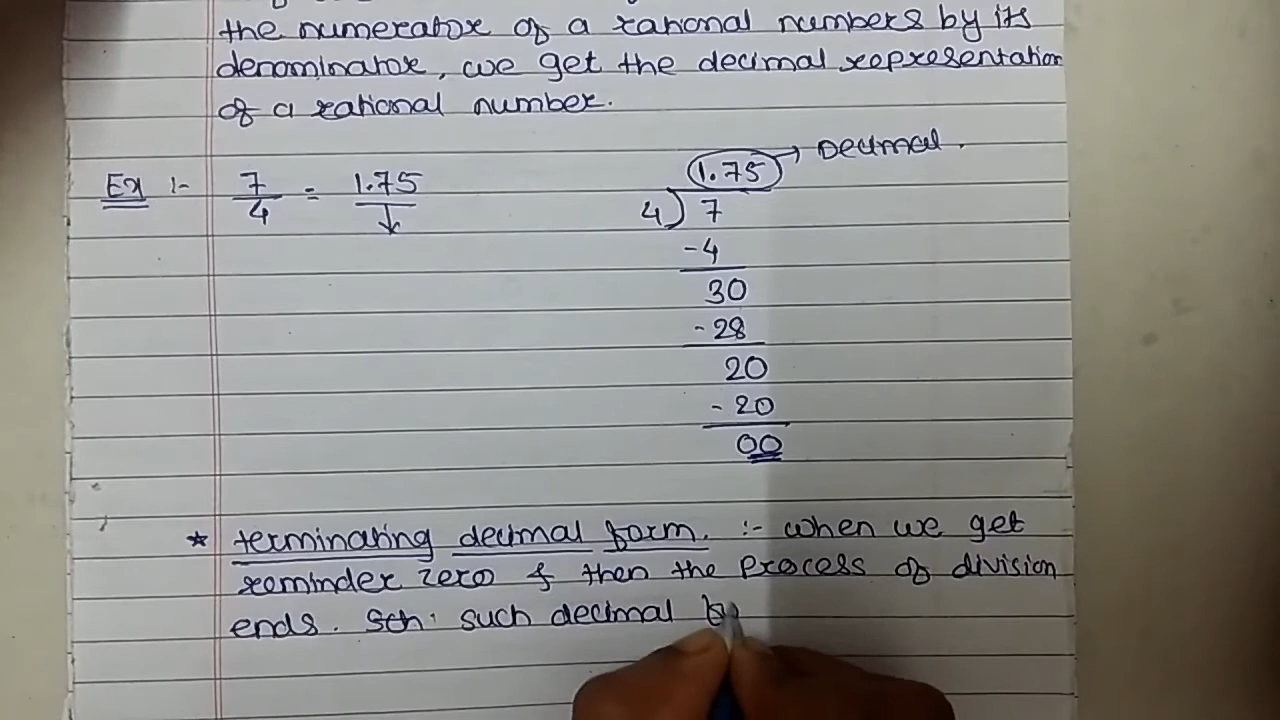 the numerator of a rational numbers by its
denominator, we get the decimal representation
of a rational number.
Ex :- 7/4 = 1.75
1.75 → Decimal.
4) 7
-4
30
- 28
20
- 20
00
* terminating decimal form. :- when we get
reminder zero & then the process of division
ends. such decimal